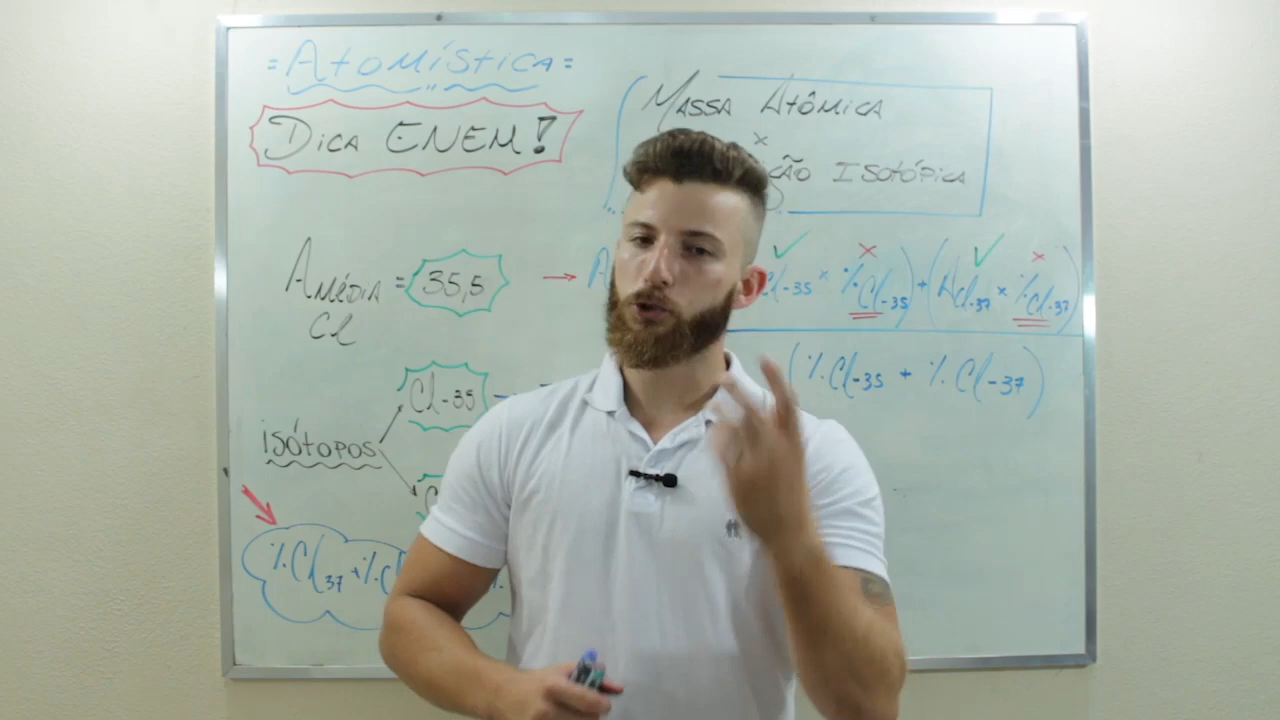 = Atomística =
Dica ENEM!
Massa Atômica
x
ção Isotópica
A média = 35,5 → A
Cl
Cl-35 x %Cl-35) + (A Cl-37 x %Cl-37)
(%Cl-35 + %Cl-37)
Isótopos
Cl-35
%Cl37 + %Cl